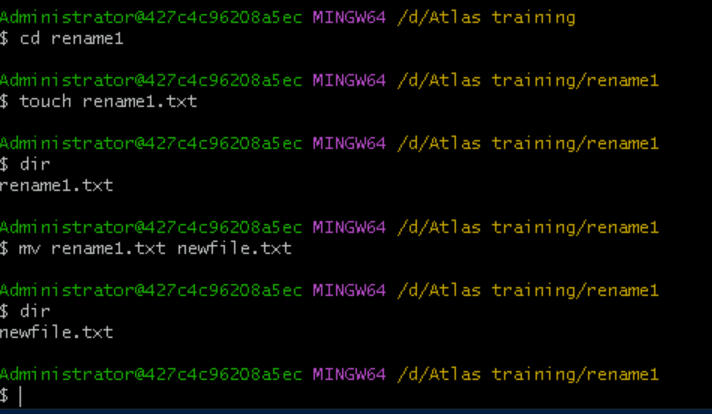 Administrator@427c4c96208a5ec MINGW64 /d/Atlas training
$ cd rename1
Administrator@427c4c96208a5ec MINGW64 /d/Atlas training/rename1
$ touch rename1.txt
Administrator@427c4c96208a5ec MINGW64 /d/Atlas training/rename1
$ dir
rename1.txt
Administrator@427c4c96208a5ec MINGW64 /d/Atlas training/rename1
$ mv rename1.txt newfile.txt
Administrator@427c4c96208a5ec MINGW64 /d/Atlas training/rename1
$ dir
newfile.txt
Administrator@427c4c96208a5ec MINGW64 /d/Atlas training/rename1
$